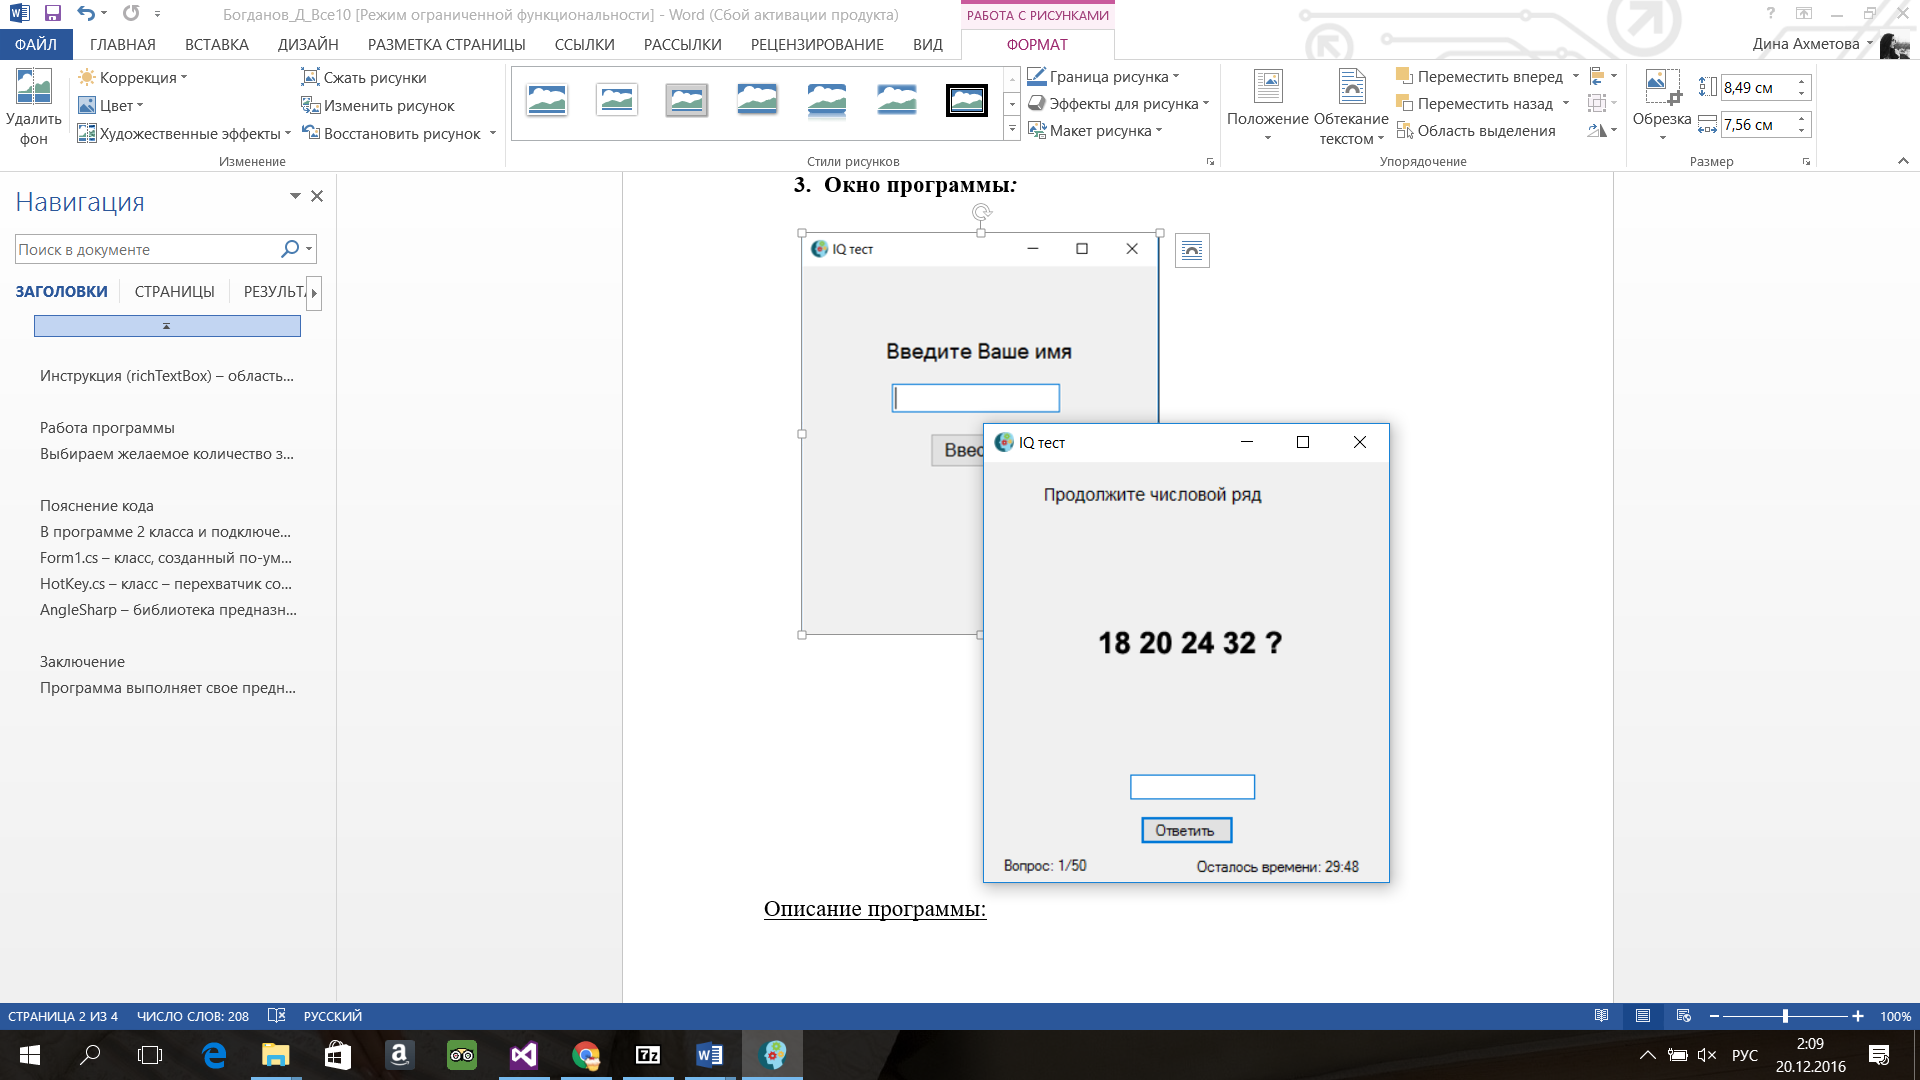 Богданов_Д_Все10 [Режим ограниченной функциональности] - Word (Сбой активации продукта)
РАБОТА С РИСУНКАМИ
ФАЙЛ ГЛАВНАЯ ВСТАВКА ДИЗАЙН РАЗМЕТКА СТРАНИЦЫ ССЫЛКИ РАССЫЛКИ РЕЦЕНЗИРОВАНИЕ ВИД ФОРМАТ Дина Ахметова
Удалить фон
Коррекция
Цвет
Художественные эффекты
Сжать рисунки
Изменить рисунок
Восстановить рисунок
Изменение
Стили рисунков
Граница рисунка
Эффекты для рисунка
Макет рисунка
Положение
Обтекание текстом
Переместить вперед
Переместить назад
Область выделения
Упорядочение
Обрезка
8,49 см
7,56 см
Размер
Навигация
Поиск в документе
ЗАГОЛОВКИ СТРАНИЦЫ РЕЗУЛЬТА
Инструкция (richTextBox) – область...
Работа программы
Выбираем желаемое количество з...
Пояснение кода
В программе 2 класса и подключе...
Form1.cs – класс, созданный по-ум...
HotKey.cs – класс – перехватчик со...
AngleSharp – библиотека предназн...
Заключение
Программа выполняет свое предн...
3. Окно программы:
IQ тест
Введите Ваше имя
Ввес
IQ тест
Продолжите числовой ряд
18 20 24 32 ?
Ответить
Вопрос: 1/50
Осталось времени: 29:48
Описание программы:
СТРАНИЦА 2 ИЗ 4 ЧИСЛО СЛОВ: 208 РУССКИЙ 100%
РУС
2:09
20.12.2016